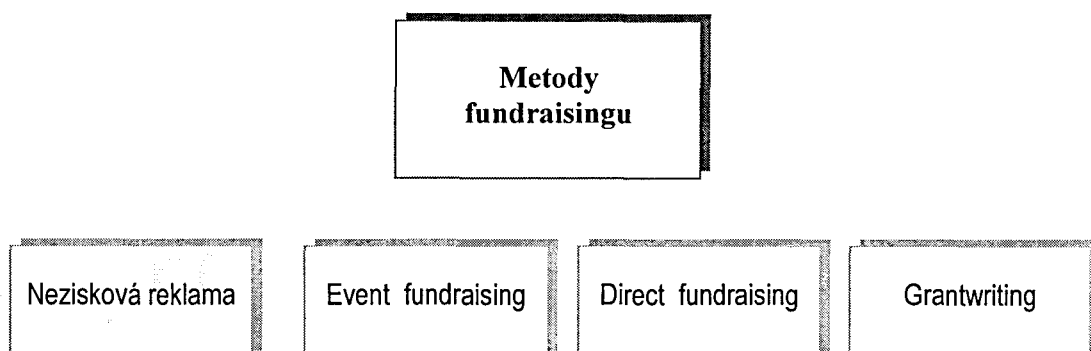 Metody
fundraisingu
Nezisková reklama
Event fundraising
Direct fundraising
Grantwriting